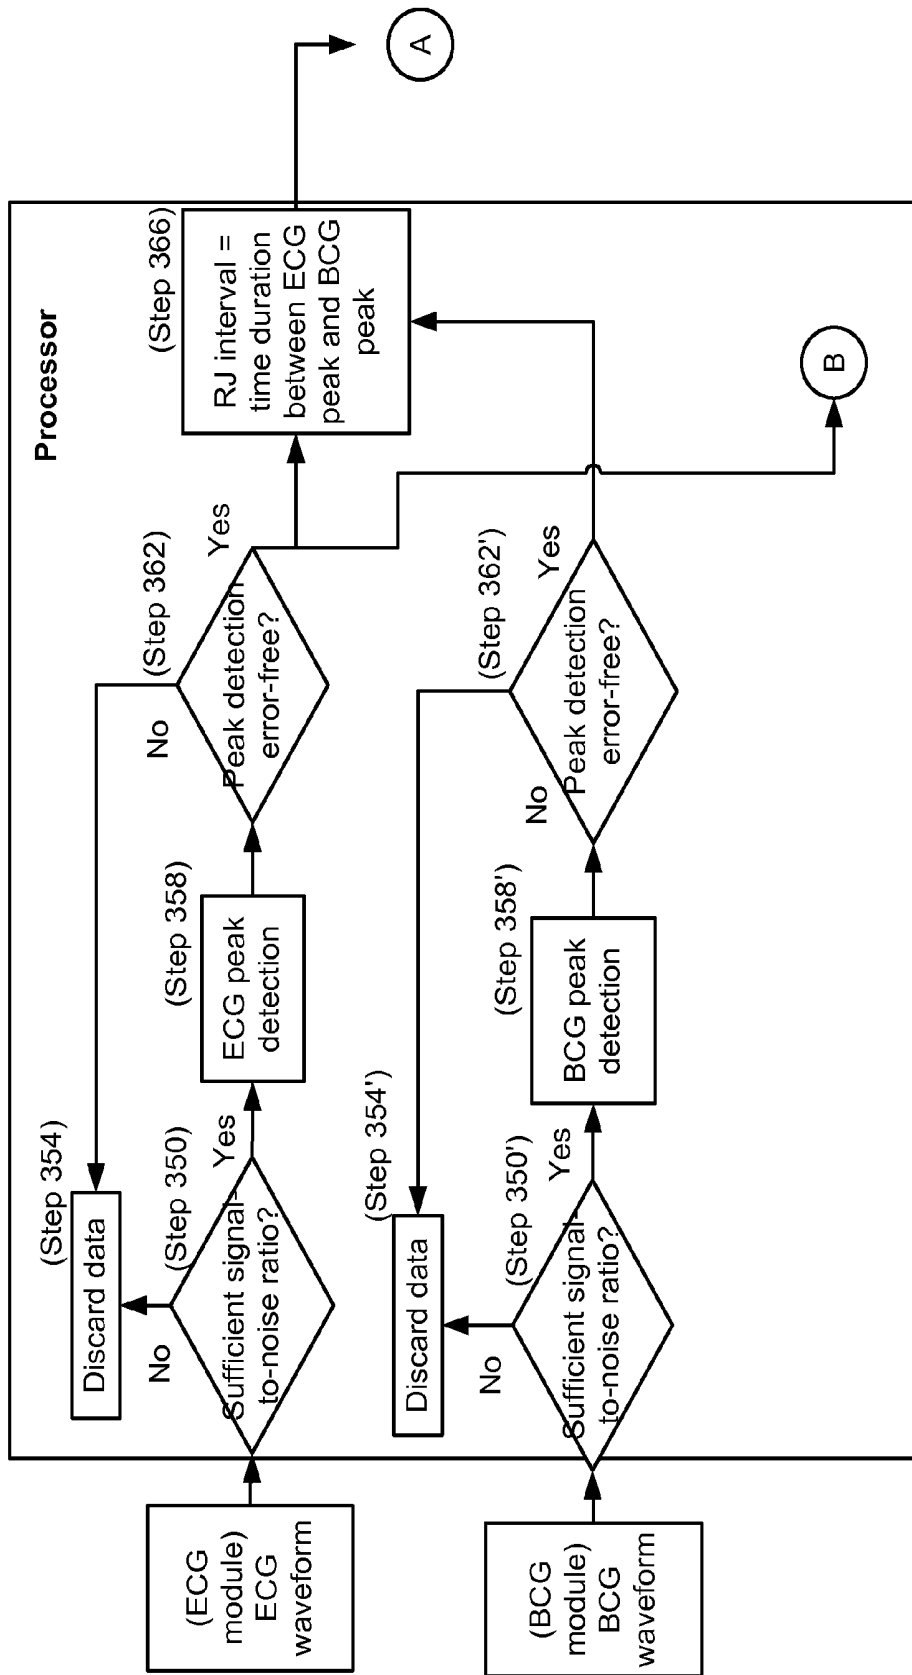 Processor
(ECG
module)
ECG
waveform
(Step 350)
Sufficient signal-
to-noise ratio?
No
Yes
(Step 354)
Discard data
(Step 358)
ECG peak
detection
(Step 362)
Peak detection
error-free?
No
Yes
(Step 366)
RJ interval =
time duration
between ECG
peak and BCG
peak
A
(BCG
module)
BCG
waveform
(Step 350')
Sufficient signal-
to-noise ratio?
No
Yes
(Step 354')
Discard data
(Step 358')
BCG peak
detection
(Step 362')
Peak detection
error-free?
No
Yes
B